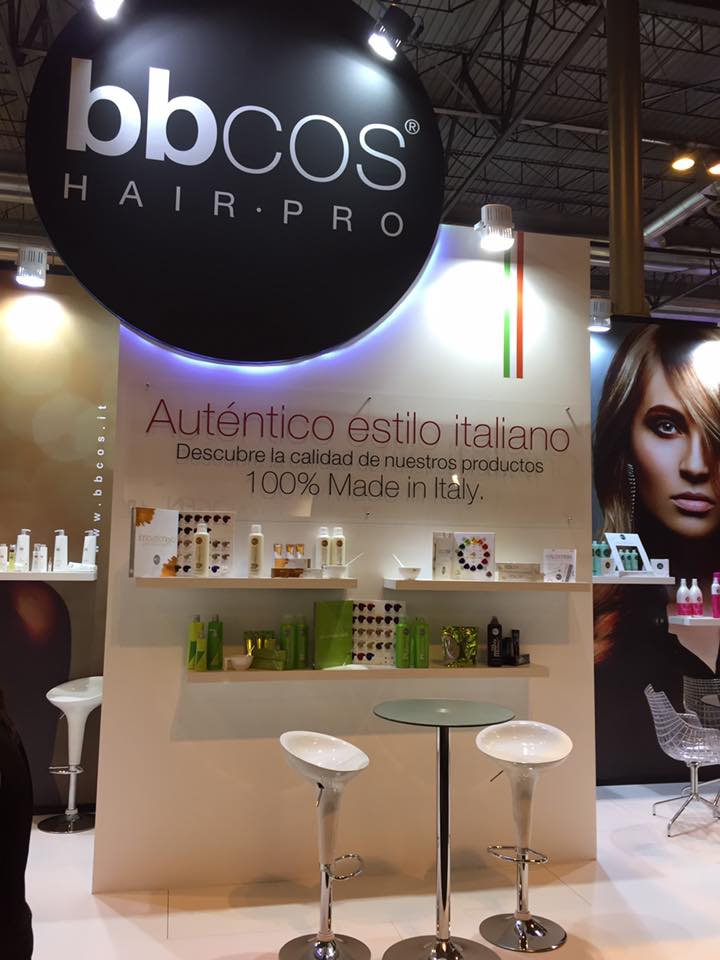 bbcos®
HAIR·PRO
Auténtico estilo italiano
Descubre la calidad de nuestros productos
100% Made in Italy.
www.bbcos.it